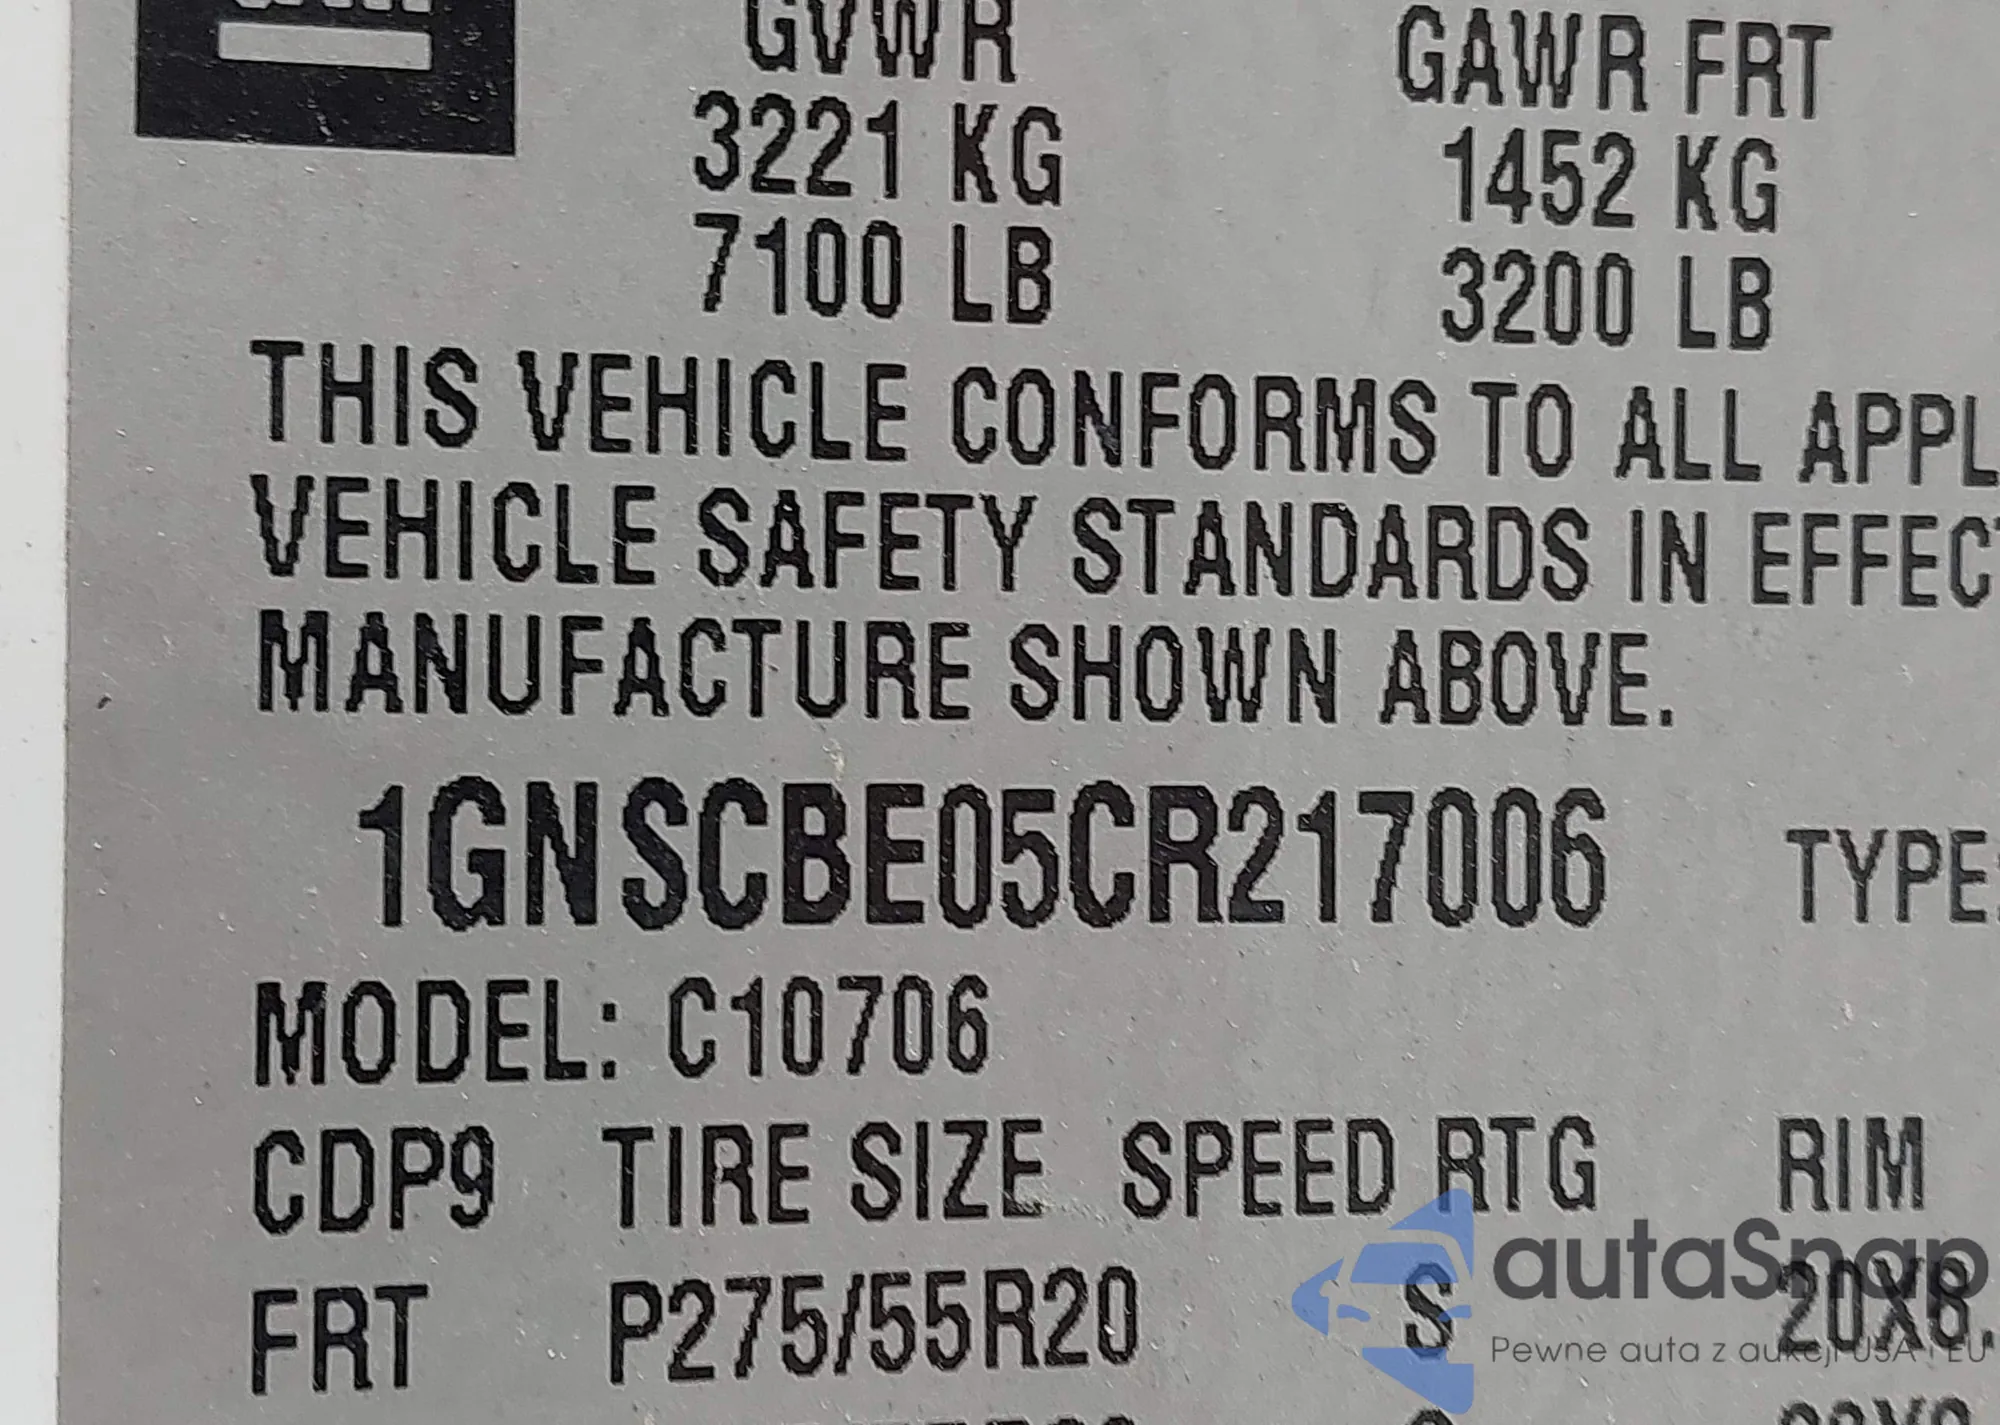 GVWR GAWR FRT
3221 KG 1452 KG
7100 LB 3200 LB
THIS VEHICLE CONFORMS TO ALL APPL
VEHICLE SAFETY STANDARDS IN EFFECT
MANUFACTURE SHOWN ABOVE.
1GNSCBE05CR217006 TYPE:
MODEL: C10706
CDP9 TIRE SIZE SPEED RTG RIM
FRT P275/55R20 S
autaSnap
Pewne auta z aukcji USA i EU